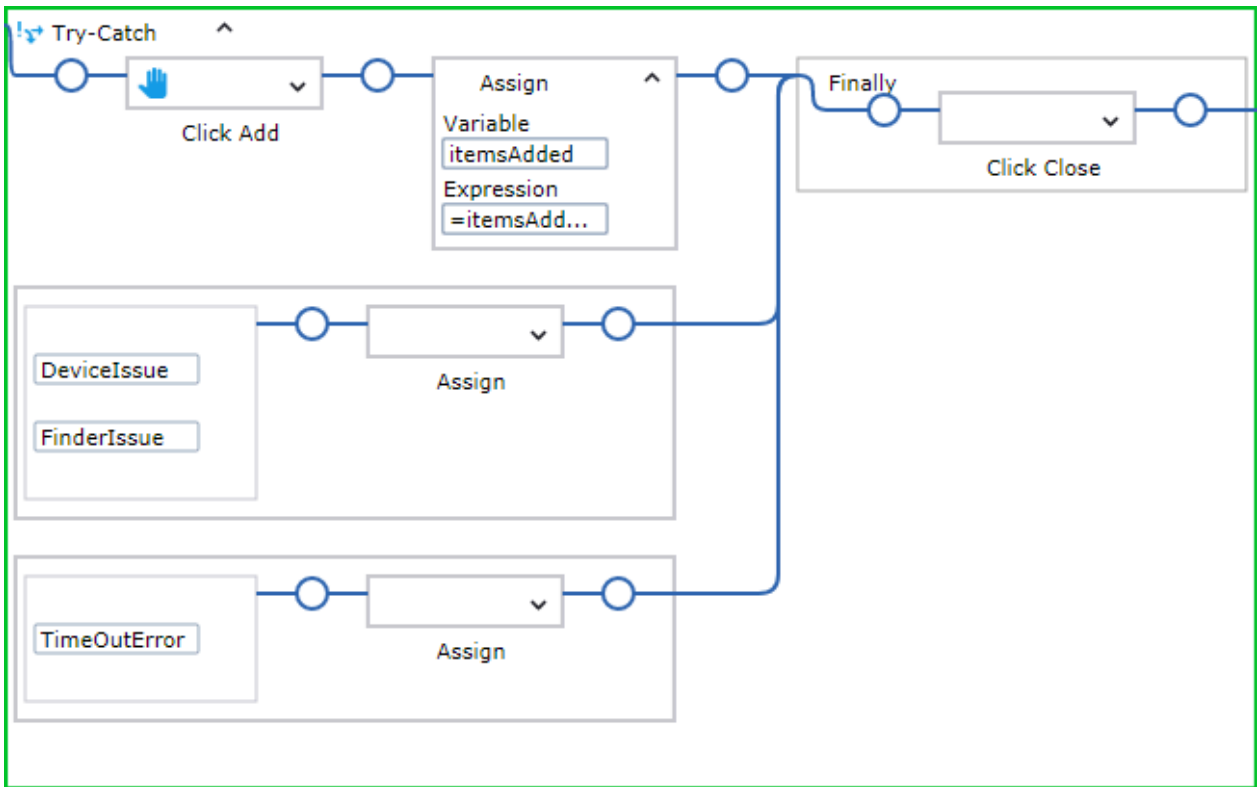 Try-Catch
Click Add
Assign
Variable
itemsAdded
Expression
=itemsAdd...
Finally
Click Close
DeviceIssue
FinderIssue
Assign
TimeOutError
Assign